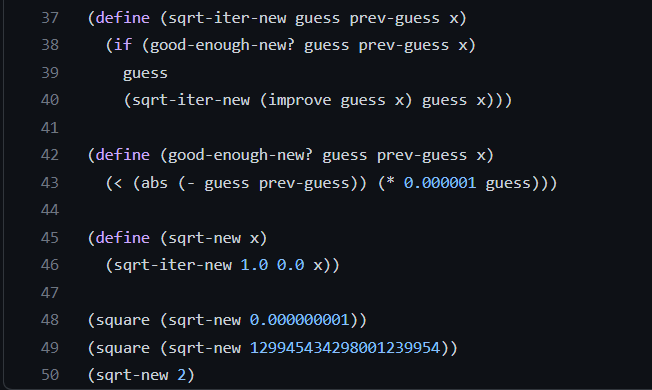 37 (define (sqrt-iter-new guess prev-guess x)
38   (if (good-enough-new? guess prev-guess x)
39     guess
40     (sqrt-iter-new (improve guess x) guess x)))
41
42 (define (good-enough-new? guess prev-guess x)
43   (< (abs (- guess prev-guess)) (* 0.000001 guess)))
44
45 (define (sqrt-new x)
46   (sqrt-iter-new 1.0 0.0 x))
47
48 (square (sqrt-new 0.000000001))
49 (square (sqrt-new 129945434298001239954))
50 (sqrt-new 2)